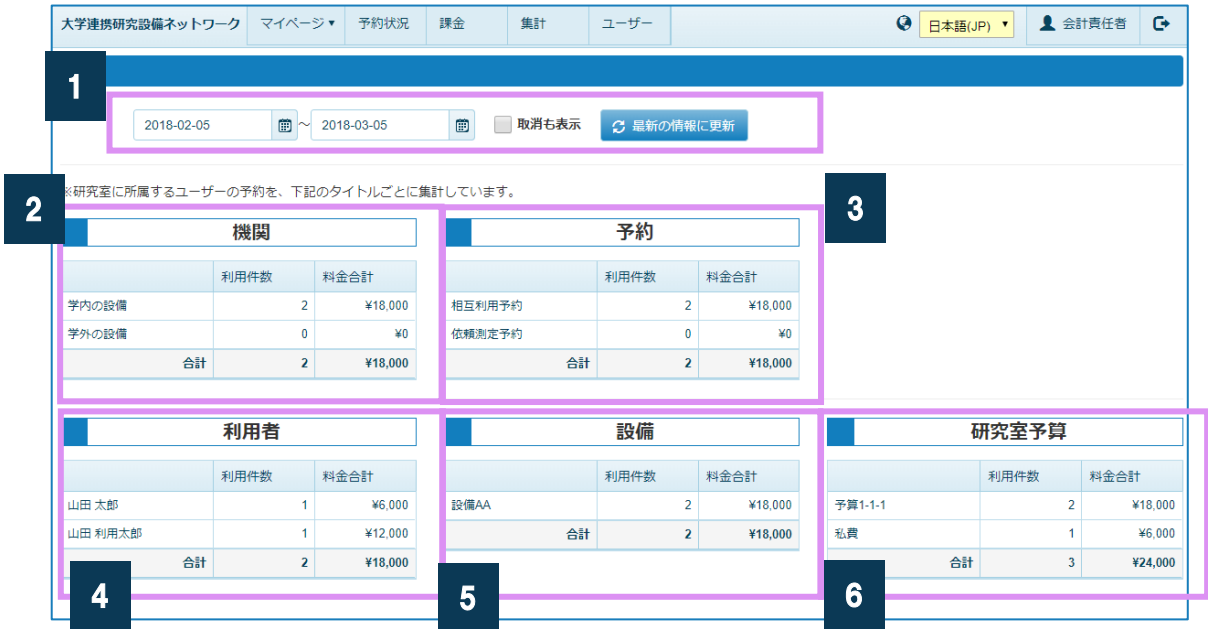 大学連携研究設備ネットワーク マイページ▼ 予約状況 課金 集計 ユーザー 日本語(JP) ▼ 会計責任者
1
2018-02-05 ～ 2018-03-05 取消も表示 最新の情報に更新
※研究室に所属するユーザーの予約を、下記のタイトルごとに集計しています。
2
機関
利用件数 料金合計
学内の設備 2 ¥18,000
学外の設備 0 ¥0
合計 2 ¥18,000
3
予約
利用件数 料金合計
相互利用予約 2 ¥18,000
依頼測定予約 0 ¥0
合計 2 ¥18,000
利用者
利用件数 料金合計
山田 太郎 1 ¥6,000
山田 利用太郎 1 ¥12,000
合計 2 ¥18,000
4
設備
利用件数 料金合計
設備AA 2 ¥18,000
合計 2 ¥18,000
5
研究室予算
利用件数 料金合計
予算1-1-1 2 ¥18,000
私費 1 ¥6,000
合計 3 ¥24,000
6